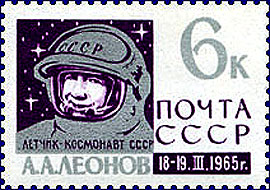 СССР
6к
ПОЧТА
СССР
ЛЕТЧИК-КОСМОНАВТ СССР
А.А.ЛЕОНОВ
18-19.III.1965г.